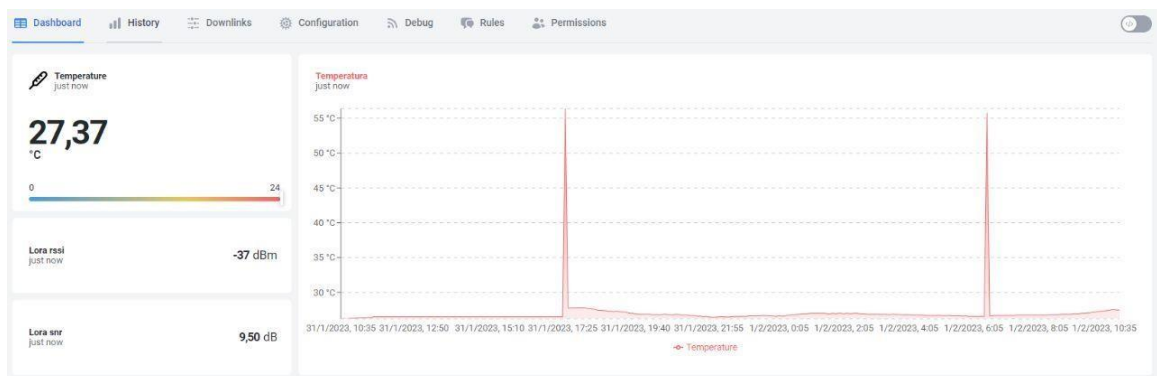 Dashboard History Downlinks Configuration Debug Rules Permissions
Temperature
just now
27,37
°C
0 24
Lora rssi
just now
-37 dBm
Lora snr
just now
9,50 dB
Temperatura
just now
55 °C
50 °C
45 °C
40 °C
35 °C
30 °C
31/1/2023, 10:35 31/1/2023, 12:50 31/1/2023, 15:10 31/1/2023, 17:25 31/1/2023, 19:40 31/1/2023, 21:55 1/2/2023, 0:05 1/2/2023, 2:05 1/2/2023, 4:05 1/2/2023, 6:05 1/2/2023, 8:05 1/2/2023, 10:35
Temperature